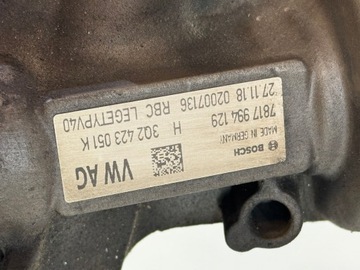 VW AG
3Q2 423 051 K
H
RBC LEGETYPV40
BOSCH
MADE IN GERMANY
7817 994 129
27.11.18 02007136